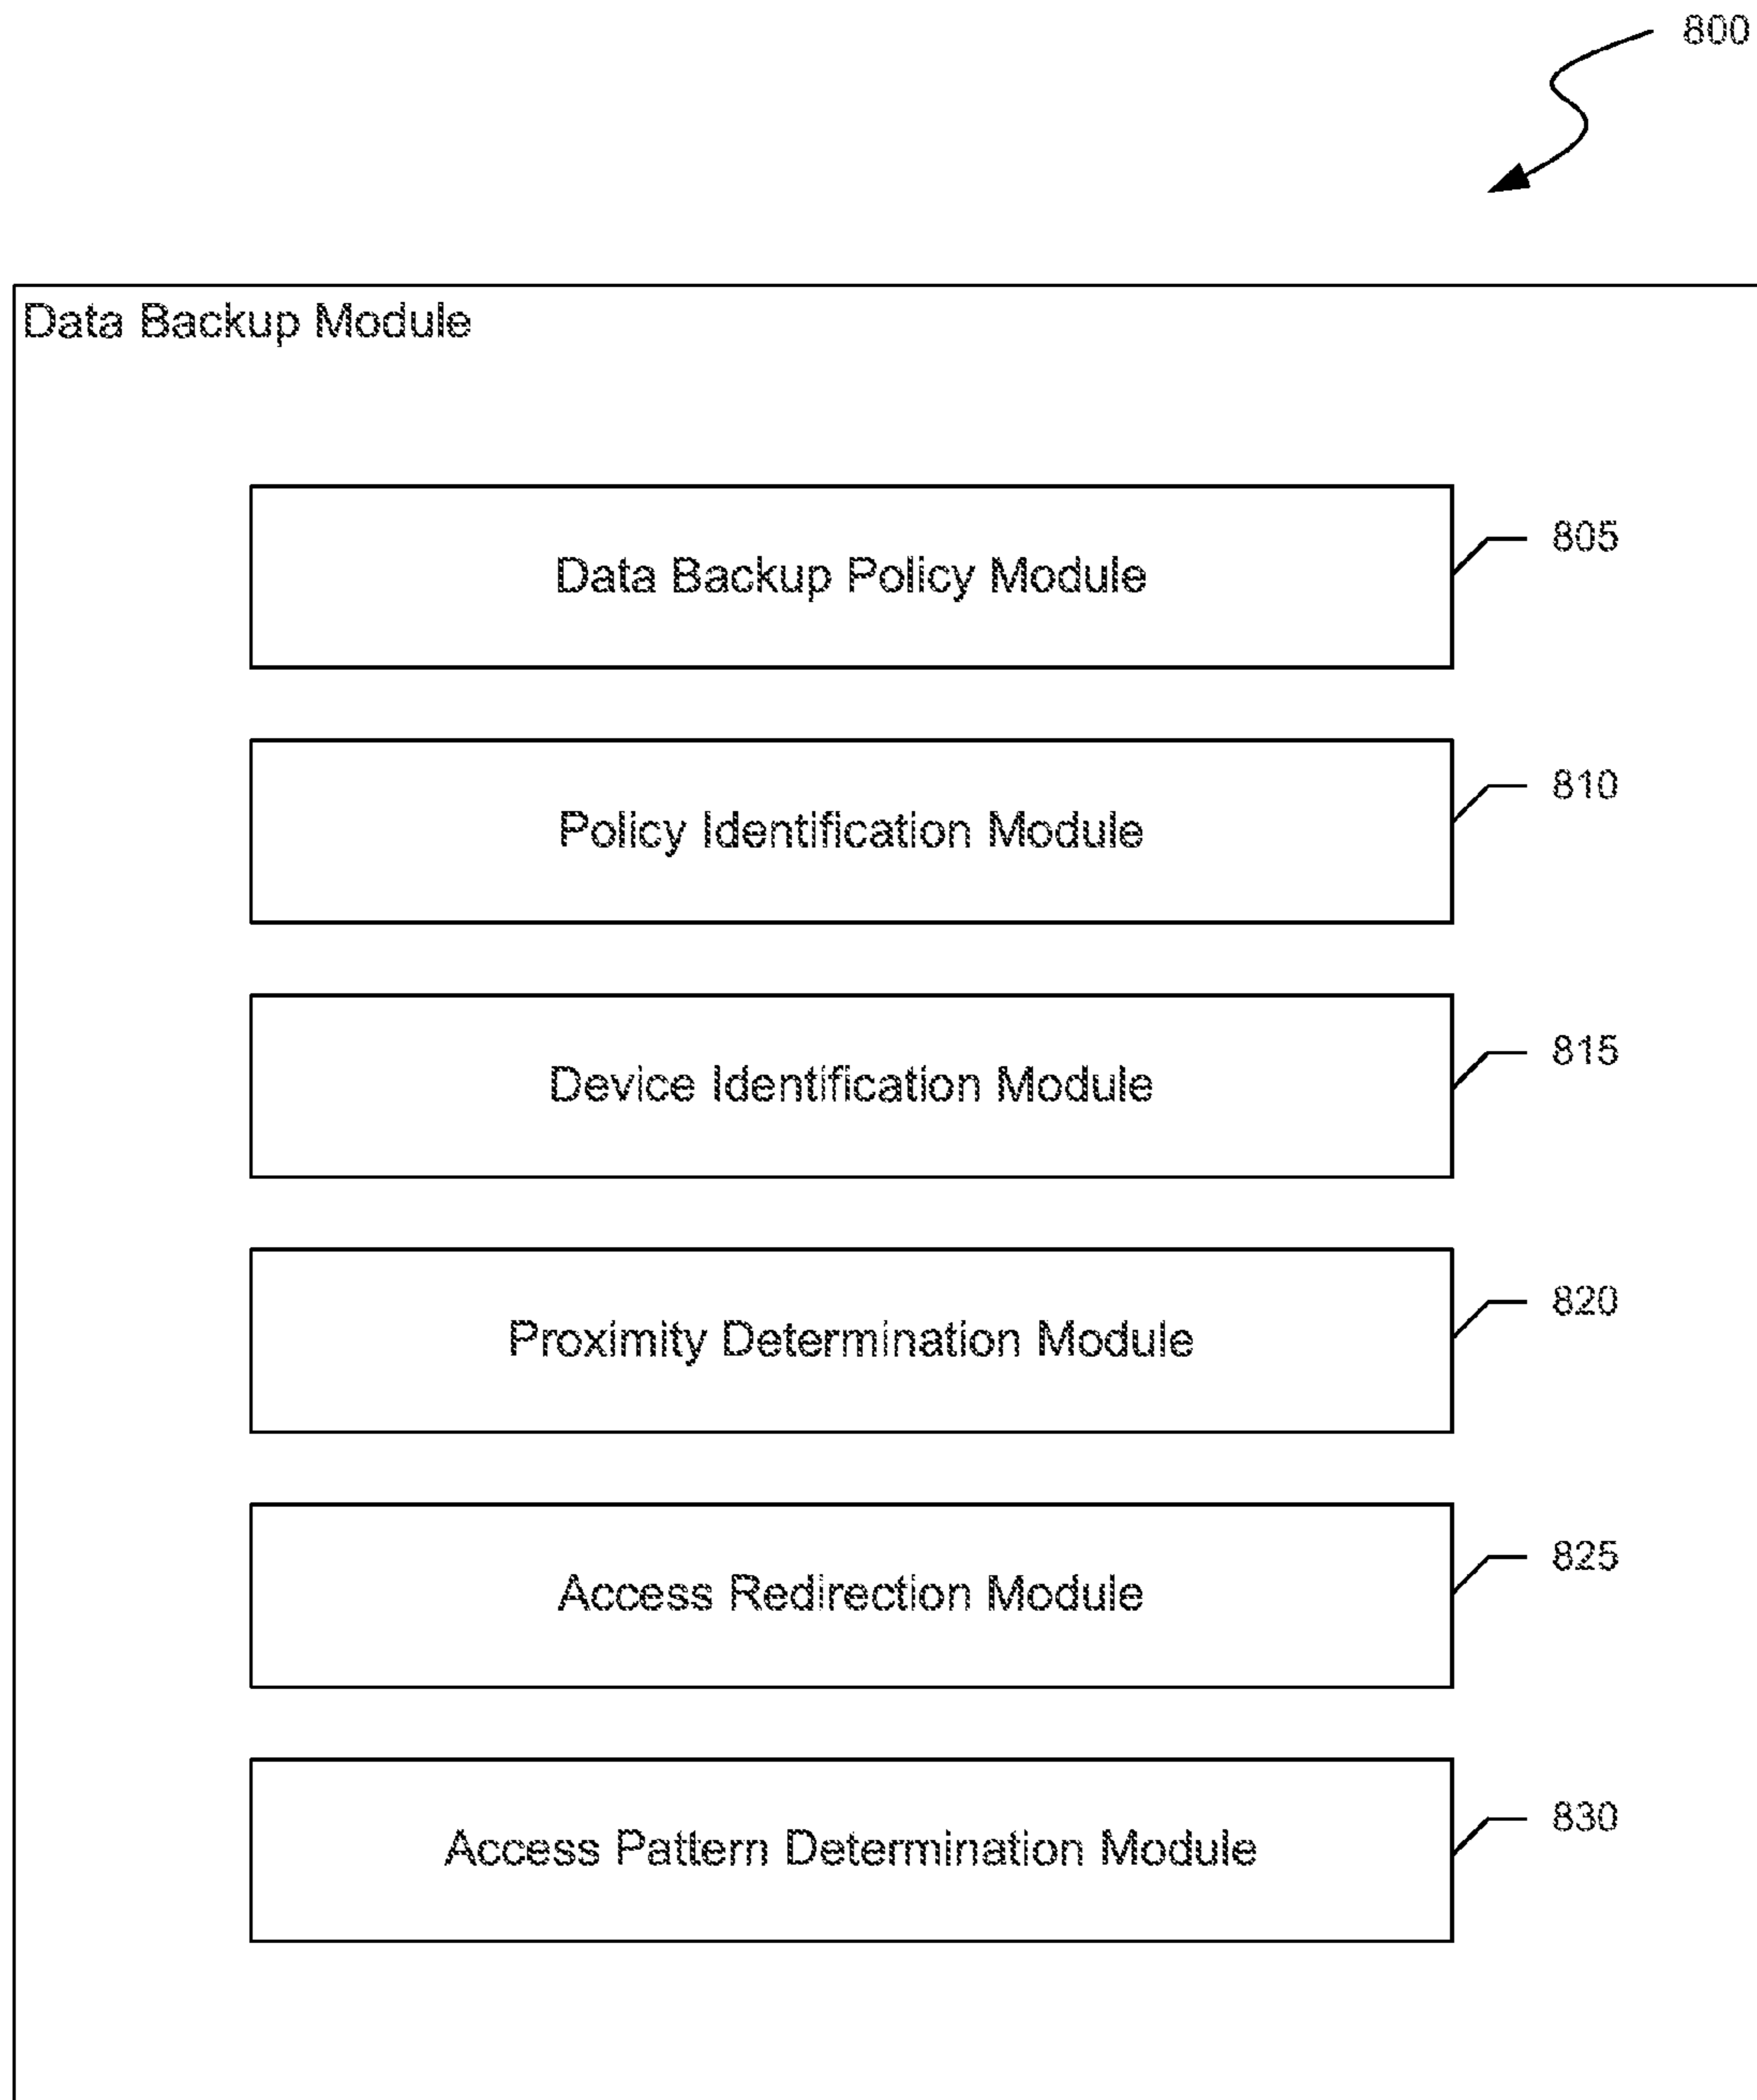 800
Data Backup Module
Data Backup Policy Module
805
Policy Identification Module
810
Device Identification Module
815
Proximity Determination Module
820
Access Redirection Module
825
Access Pattern Determination Module
830